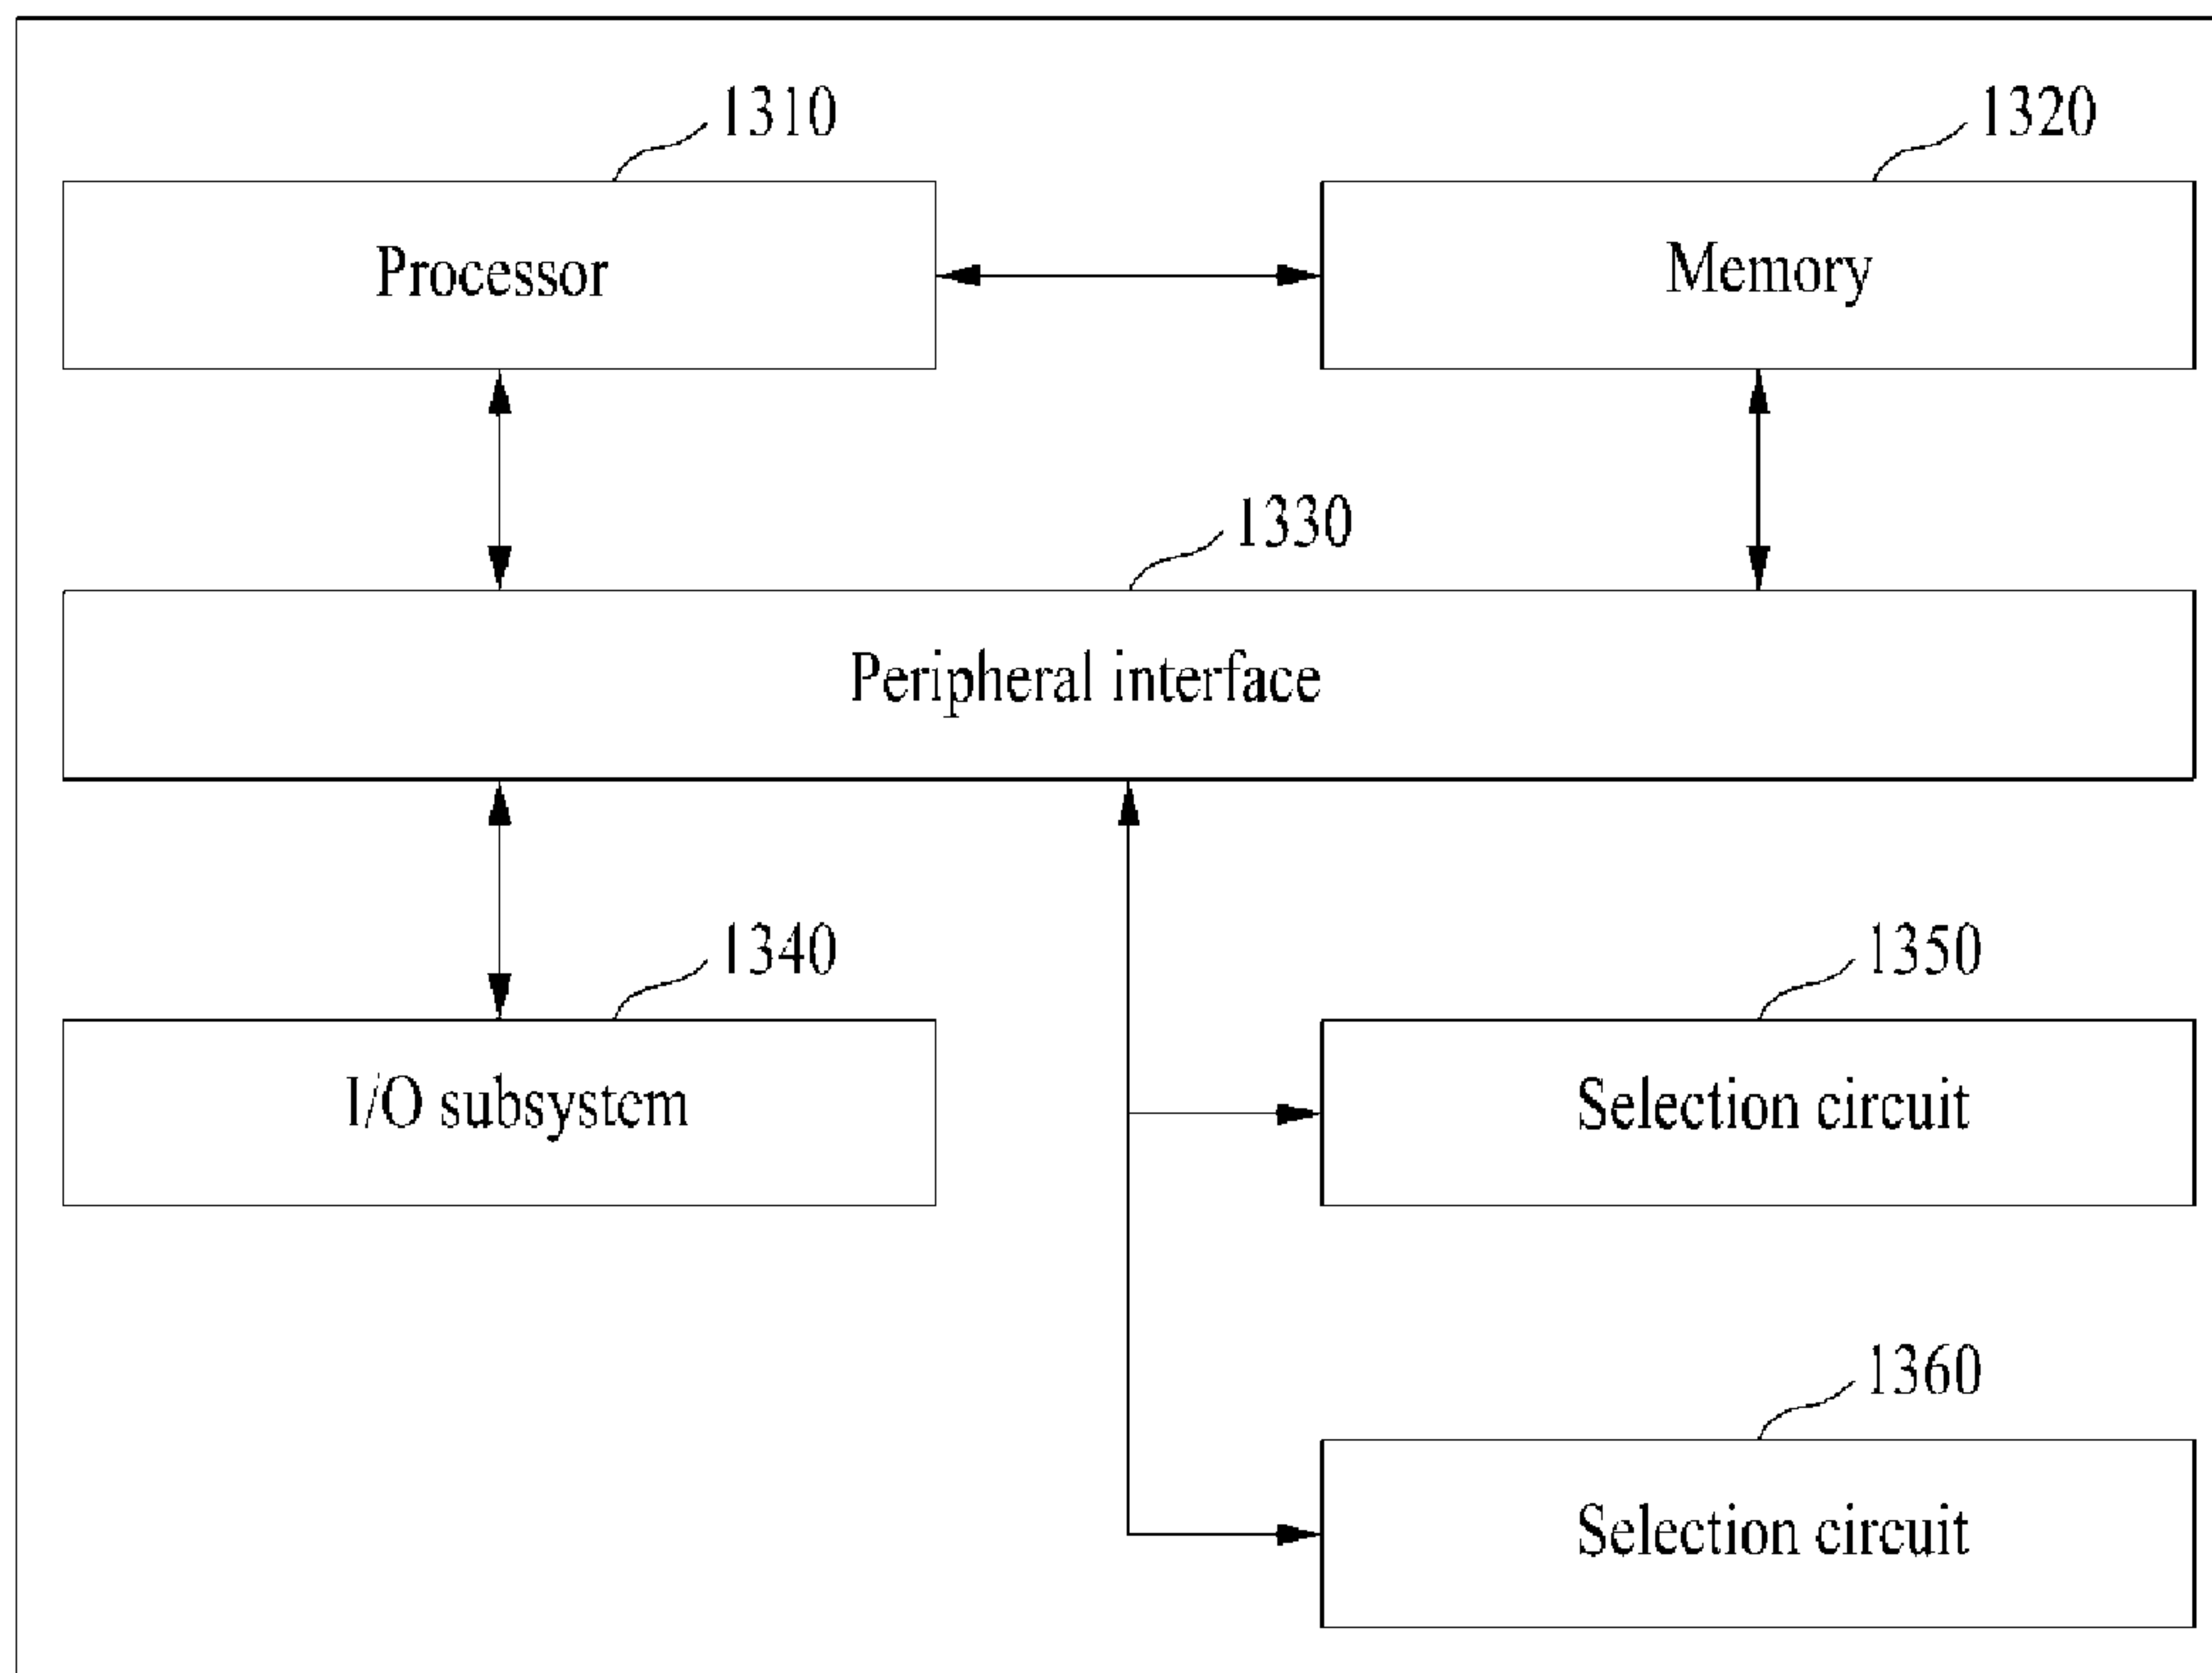 1310
1320
Processor
Memory
1330
Peripheral interface
1340
1350
I/O subsystem
Selection circuit
1360
Selection circuit